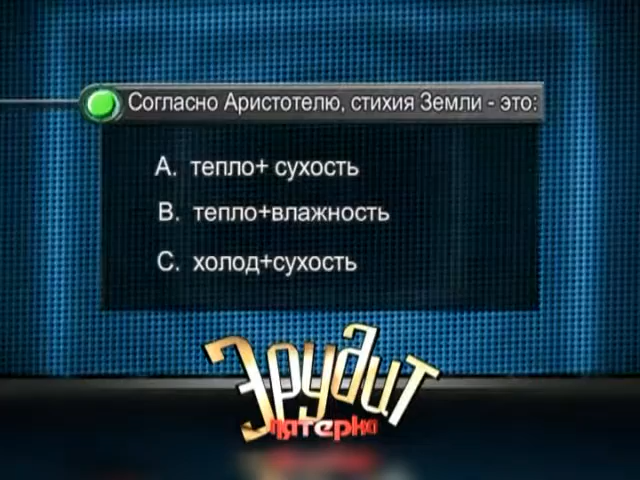 Согласно Аристотелю, стихия Земли - это:
A. тепло+ сухость
B. тепло+влажность
C. холод+сухость
Эрудит
пятерка